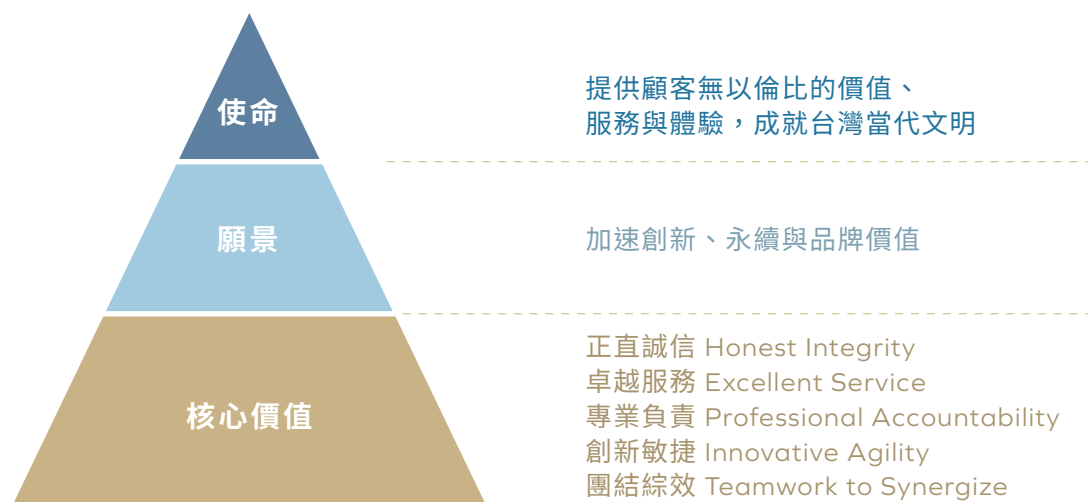 使命
提供顧客無以倫比的價值、
服務與體驗，成就台灣當代文明
願景
加速創新、永續與品牌價值
核心價值
正直誠信 Honest Integrity
卓越服務 Excellent Service
專業負責 Professional Accountability
創新敏捷 Innovative Agility
團結綜效 Teamwork to Synergize